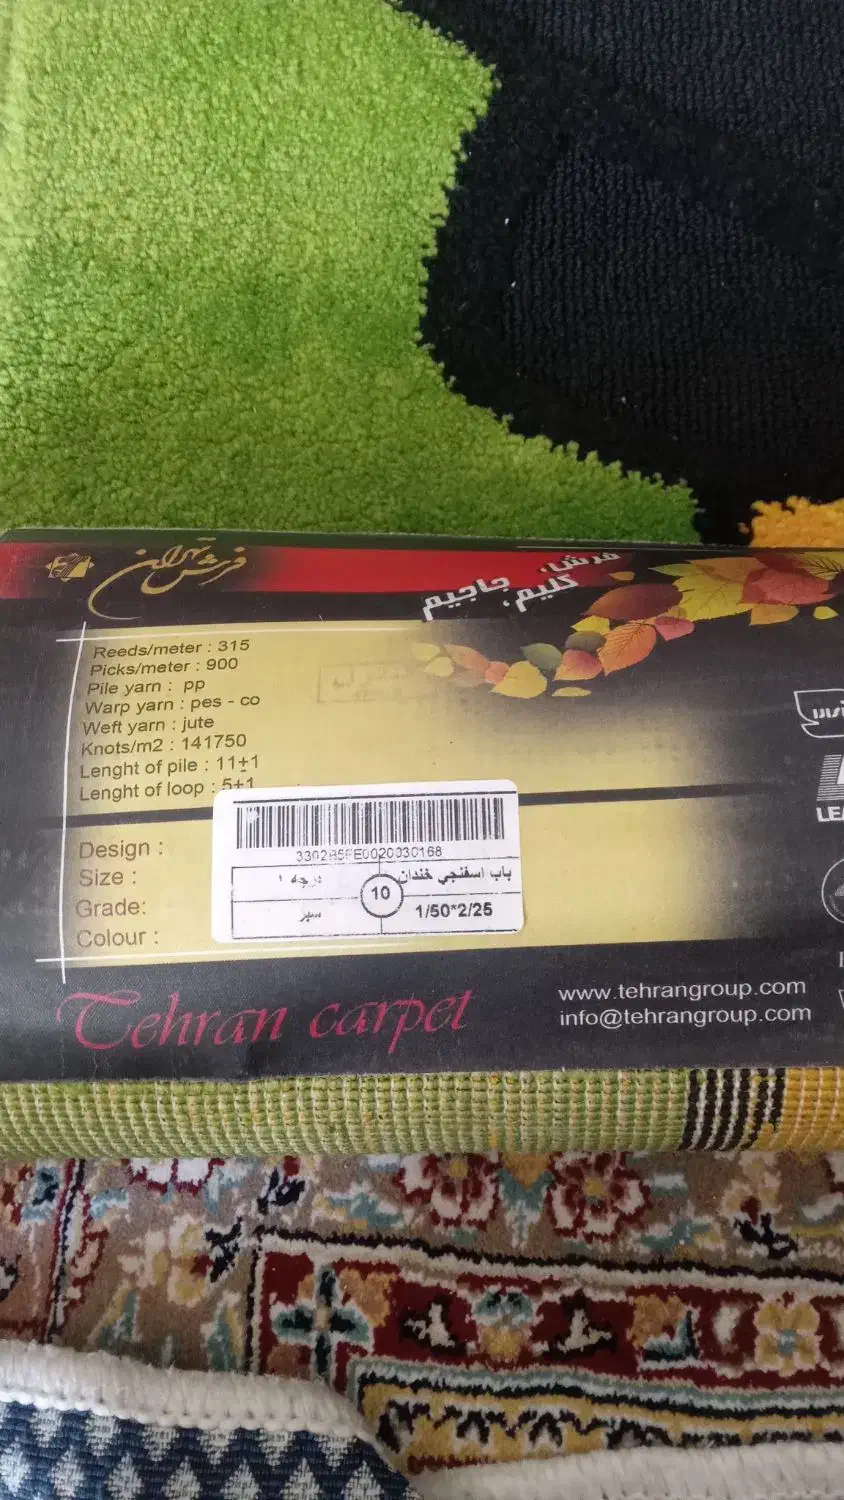 فرش تهران
فرش، جاجیم
گلیم،
Reeds/meter : 315
Picks/meter : 900
Pile yarn : pp
Warp yarn : pes - co
Weft yarn : jute
Knots/m2 : 141750
Lenght of pile : 11±1
Lenght of loop : 5±1
Design :
Size :
Grade:
Colour :
باب اسفنجي خندان
درجه ۱
10
1/50*2/25
سبز
Tehran carpet
www.tehrangroup.com
info@tehrangroup.com